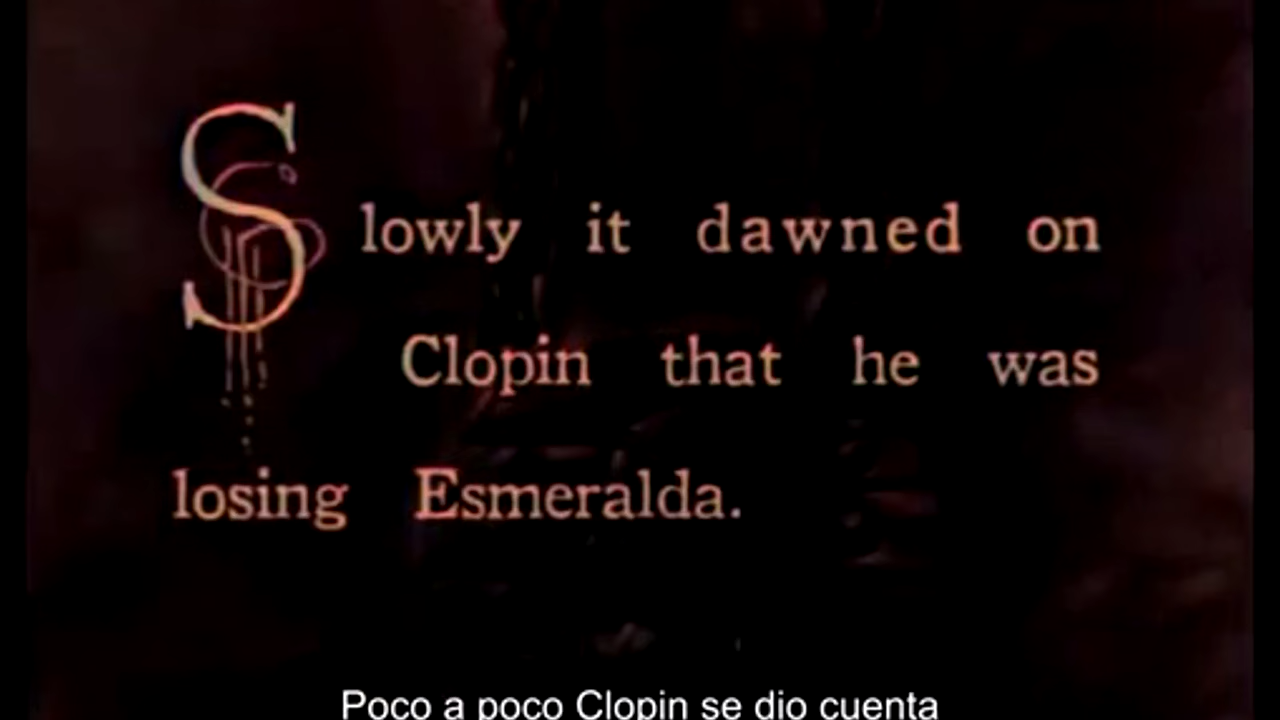 Slowly it dawned on
Clopin that he was
losing Esmeralda.
Poco a poco Clopin se dio cuenta